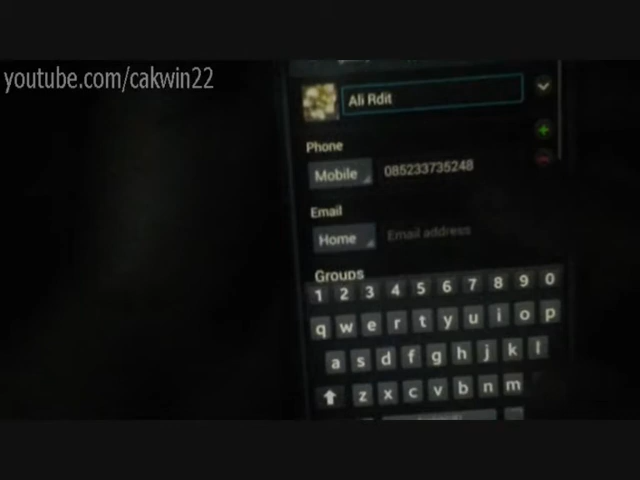 youtube.com/cakwin22
Ali Rdit
Phone
Mobile 085233735248
Email
Home Email address
Groups
1 2 3 4 5 6 7 8 9 0
q w e r t y u i o p
a s d f g h j k l
z x c v b n m